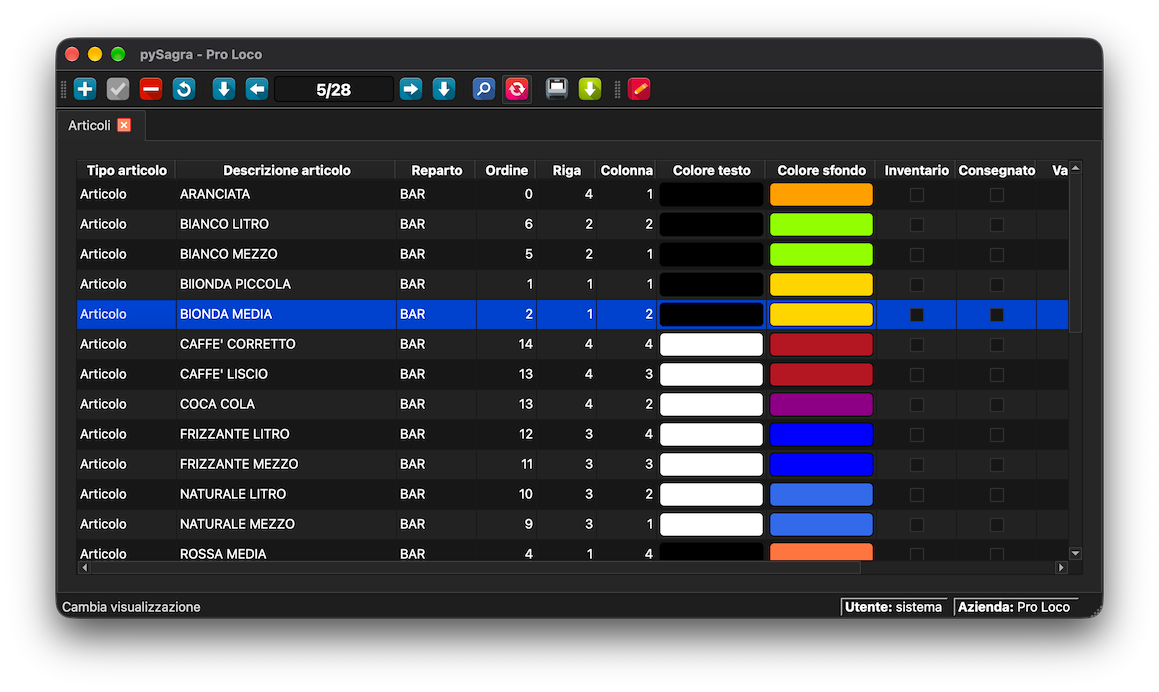 pySagra - Pro Loco
5/28
Articoli
Tipo articolo Descrizione articolo Reparto Ordine Riga Colonna Colore testo Colore sfondo Inventario Consegnato Va
Articolo ARANCIATA BAR 0 4 1
Articolo BIANCO LITRO BAR 6 2 2
Articolo BIANCO MEZZO BAR 5 2 1
Articolo BIIONDA PICCOLA BAR 1 1 1
Articolo BIONDA MEDIA BAR 2 1 2
Articolo CAFFE' CORRETTO BAR 14 4 4
Articolo CAFFE' LISCIO BAR 13 4 3
Articolo COCA COLA BAR 13 4 2
Articolo FRIZZANTE LITRO BAR 12 3 4
Articolo FRIZZANTE MEZZO BAR 11 3 3
Articolo NATURALE LITRO BAR 10 3 2
Articolo NATURALE MEZZO BAR 9 3 1
Articolo ROSSA MEDIA BAR 4 1 4
Cambia visualizzazione Utente: sistema Azienda: Pro Loco